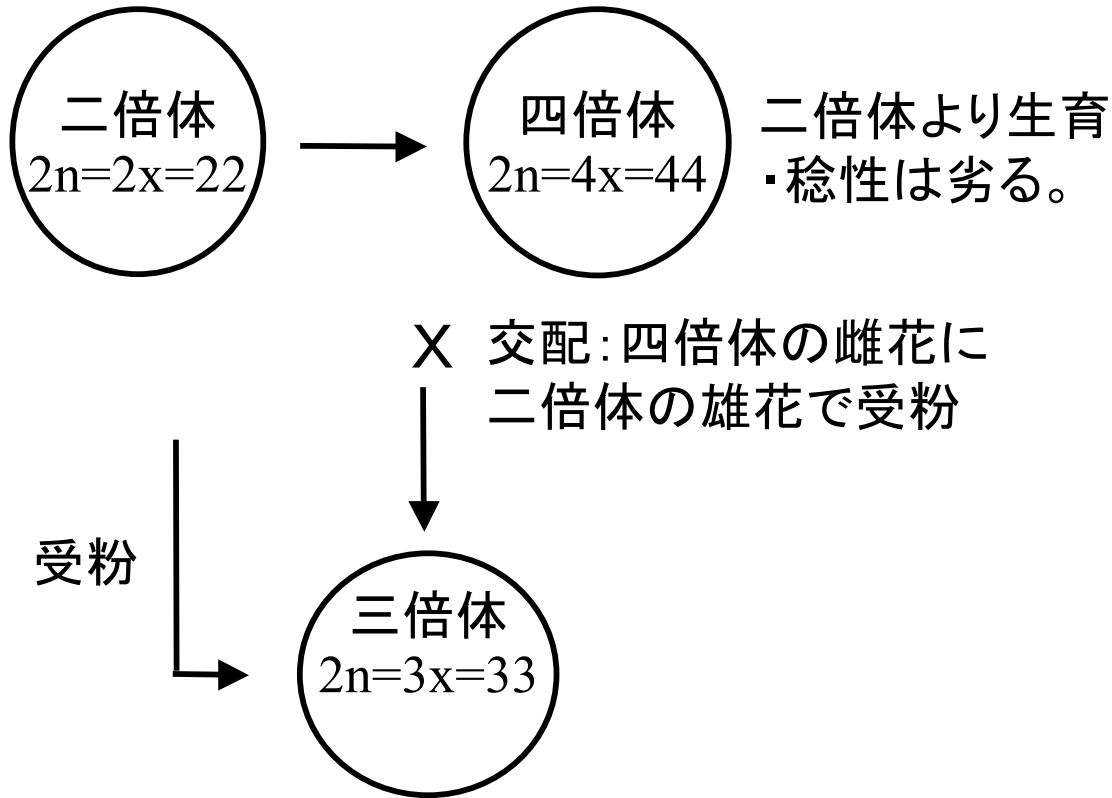 二倍体
2n=2x=22
四倍体
2n=4x=44
二倍体より生育
・稔性は劣る。
X 交配：四倍体の雌花に
二倍体の雄花で受粉
受粉
三倍体
2n=3x=33